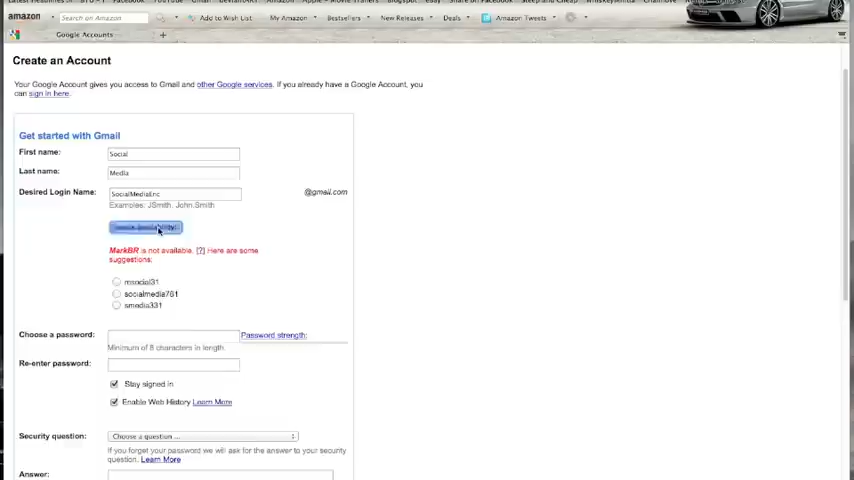 amazon Search on Amazon Add to Wish List My Amazon Bestsellers New Releases Deals Amazon Tweets
Google Accounts
Create an Account
Your Google Account gives you access to Gmail and other Google services. If you already have a Google Account, you
can sign in here.
Get started with Gmail
First name: Social
Last name: Media
Desired Login Name: SocialMediaEnc @gmail.com
Examples: JSmith, John.Smith
MarkBR is not available. [?] Here are some
suggestions:
msocial31
socialmedia761
smedia331
Choose a password: Password strength:
Minimum of 8 characters in length.
Re-enter password:
Stay signed in
Enable Web History Learn More
Security question: Choose a question ...
If you forget your password we will ask for the answer to your security
question. Learn More
Answer: